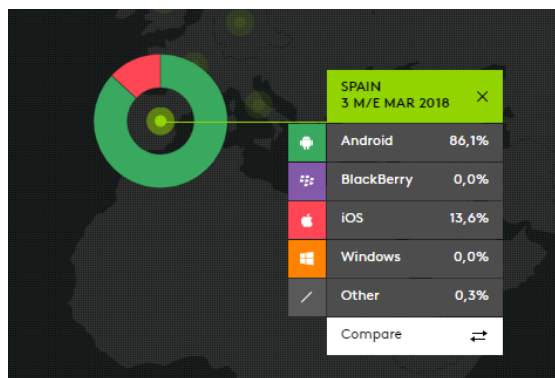 SPAIN
3 M/E MAR 2018
Android 86,1%
BlackBerry 0,0%
iOS 13,6%
Windows 0,0%
Other 0,3%
Compare